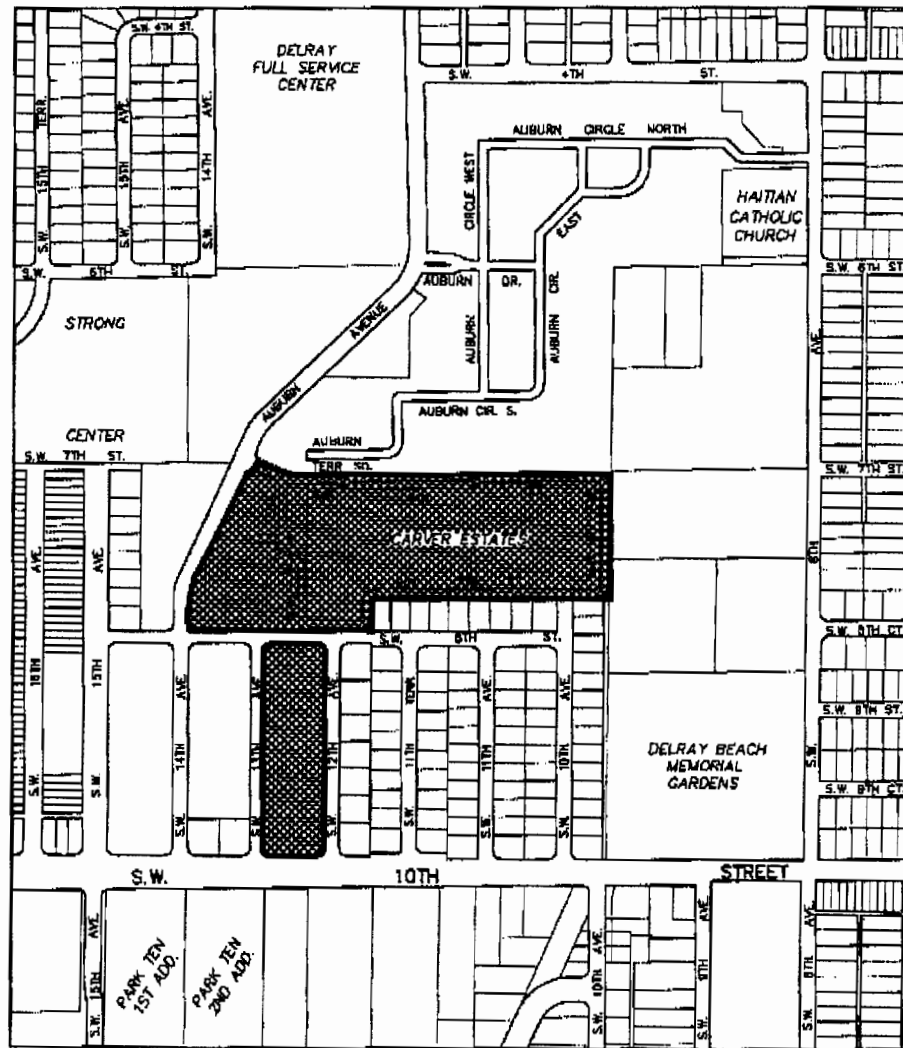 S.W. 4TH ST.
DELRAY
FULL SERVICE
CENTER
S.W. 4TH ST.
S.W. 15TH TERR.
S.W. 15TH AVE.
S.W. 14TH AVE.
AUBURN CIRCLE NORTH
CIRCLE WEST
AUBURN
EAST
AUBURN CIR.
HAITIAN
CATHOLIC
CHURCH
S.W. 6TH ST.
AUBURN DR.
S.W. 6TH ST
STRONG
CENTER
AUBURN AVENUE
AUBURN CIR. S.
AUBURN
TERR SO.
S.W. 7TH ST.
S.W. 7TH ST.
CARVER ESTATES
S.W. 8TH AVE.
S.W. 8TH ST.
S.W. 8TH CT.
S.W. 16TH AVE.
S.W. 15TH AVE.
S.W. 14TH AVE.
S.W. 13TH AVE.
S.W. 12TH AVE.
S.W. 11TH TERR.
S.W. 11TH AVE.
S.W. 10TH AVE.
DELRAY BEACH
MEMORIAL
GARDENS
S.W. 9TH ST.
S.W. 9TH CT.
S.W. 10TH STREET
S.W. 15TH AVE
PARK TEN
1ST ADD.
PARK TEN
2ND ADD.
S.W. 10TH AVE.
S.W. 9TH AVE
S.W. 8TH AVE